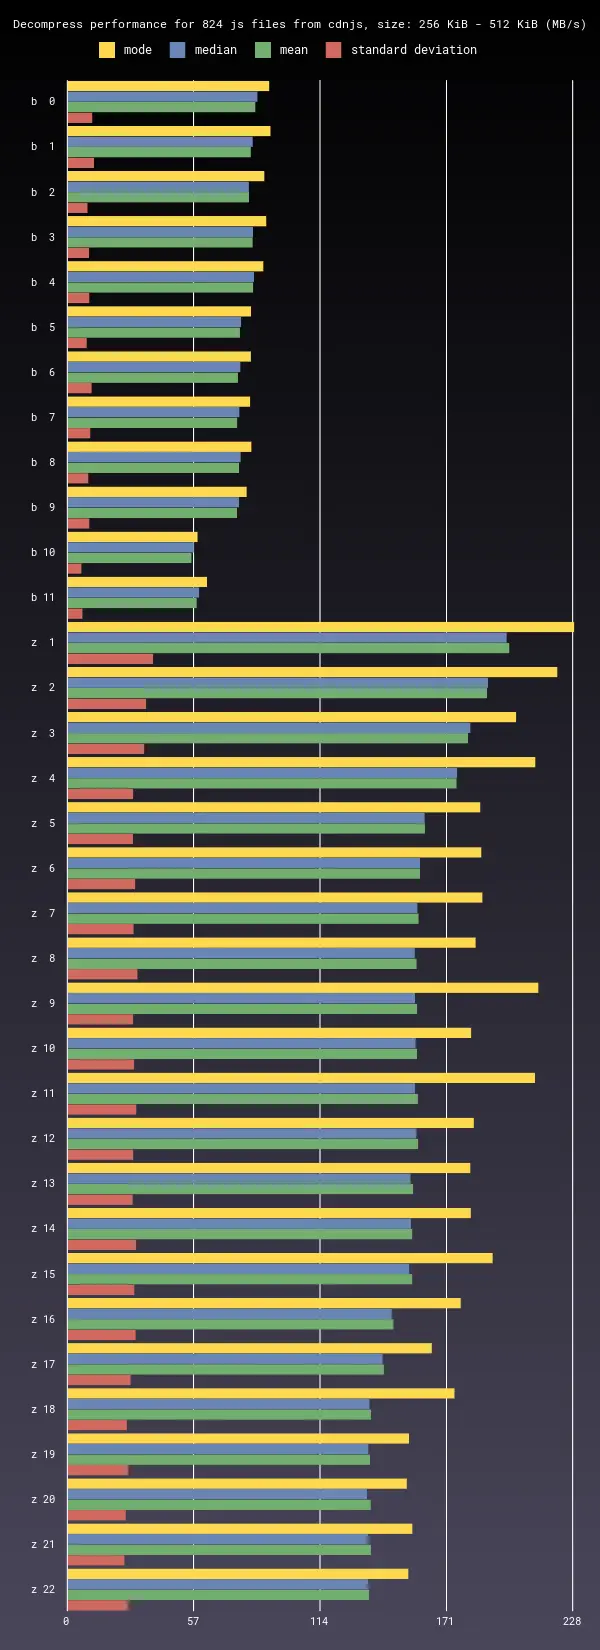 Decompress performance for 824 js files from cdnjs, size: 256 KiB - 512 KiB (MB/s)
mode median mean standard deviation
b 0
b 1
b 2
b 3
b 4
b 5
b 6
b 7
b 8
b 9
b 10
b 11
z 1
z 2
z 3
z 4
z 5
z 6
z 7
z 8
z 9
z 10
z 11
z 12
z 13
z 14
z 15
z 16
z 17
z 18
z 19
z 20
z 21
z 22
0 57 114 171 228